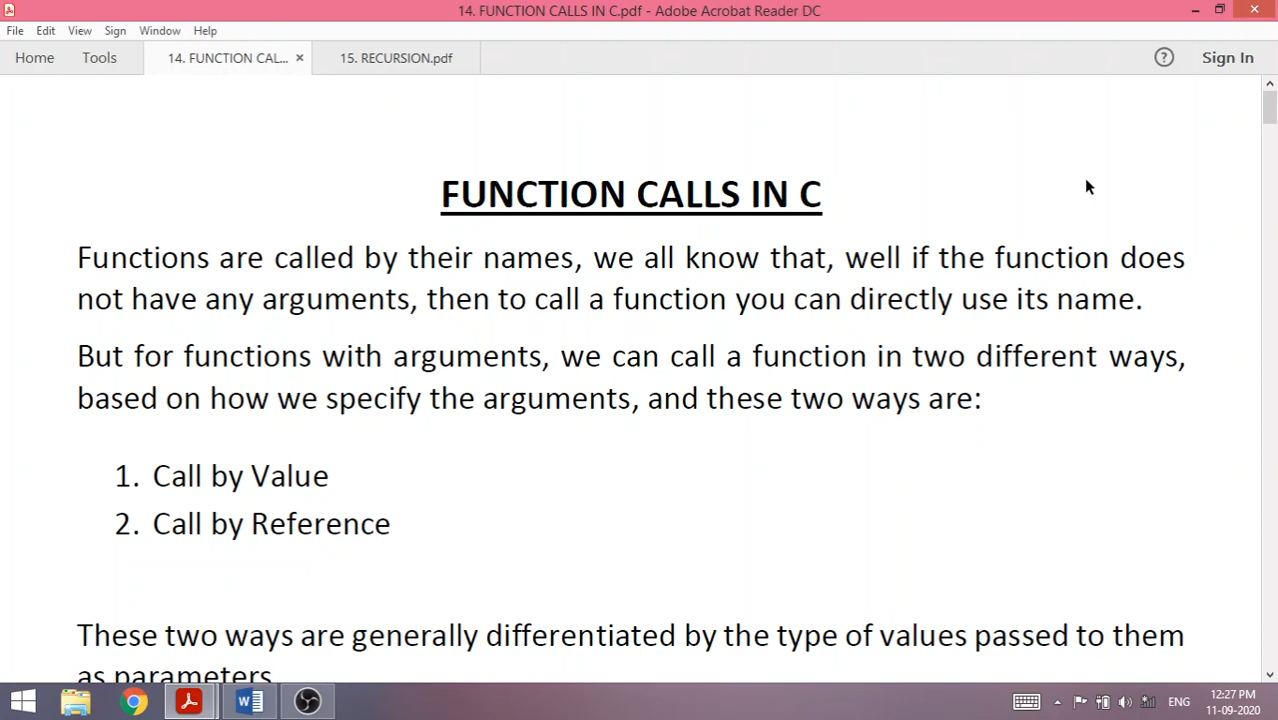 14. FUNCTION CALLS IN C.pdf - Adobe Acrobat Reader DC
File Edit View Sign Window Help
Home Tools 14. FUNCTION CAL... × 15. RECURSION.pdf ? Sign In
FUNCTION CALLS IN C
Functions are called by their names, we all know that, well if the function does
not have any arguments, then to call a function you can directly use its name.
But for functions with arguments, we can call a function in two different ways,
based on how we specify the arguments, and these two ways are:
1. Call by Value
2. Call by Reference
These two ways are generally differentiated by the type of values passed to them
as parameters
ENG
12:27 PM
11-09-2020